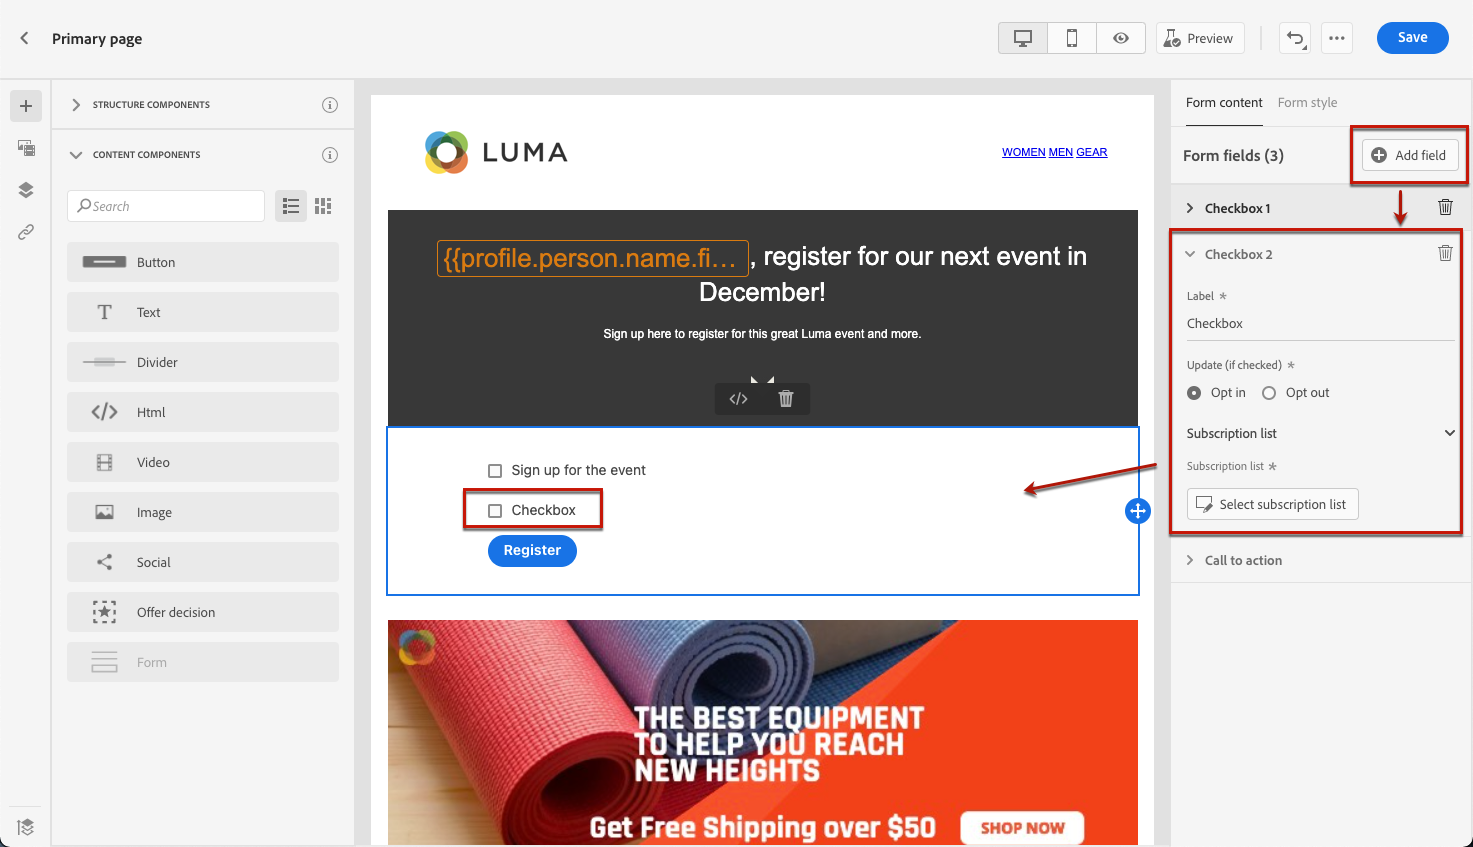 Primary page
Preview
Save
STRUCTURE COMPONENTS
CONTENT COMPONENTS
Search
Button
Text
Divider
Html
Video
Image
Social
Offer decision
Form
LUMA
WOMEN MEN GEAR
{{profile.person.name.fi... , register for our next event in
December!
Sign up here to register for this great Luma event and more.
Sign up for the event
Checkbox
Register
THE BEST EQUIPMENT
TO HELP YOU REACH
NEW HEIGHTS
Get Free Shipping over $50
SHOP NOW
Form content Form style
Form fields (3)
Add field
Checkbox 1
Checkbox 2
Label *
Checkbox
Update (if checked) *
Opt in Opt out
Subscription list
Subscription list *
Select subscription list
Call to action